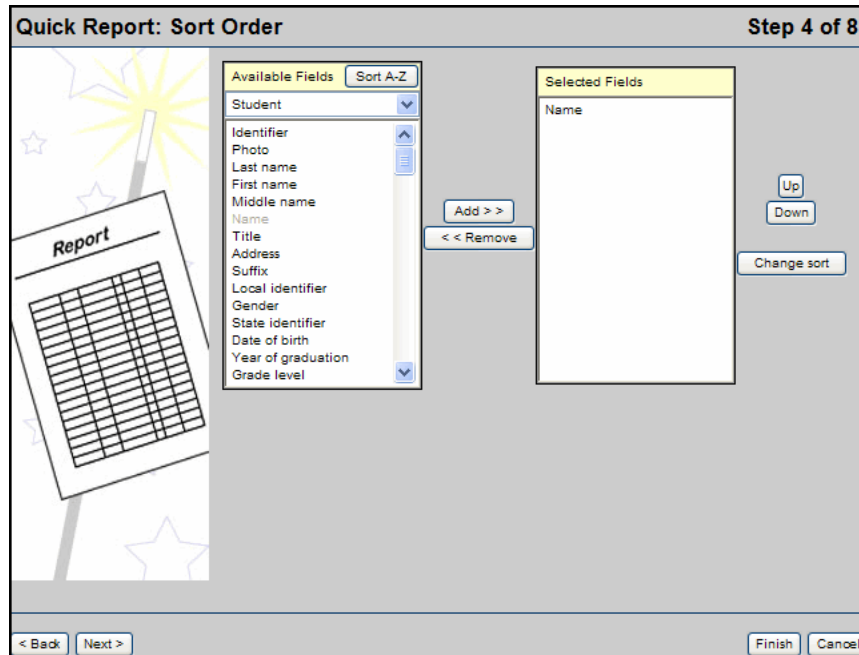 Quick Report: Sort Order
Step 4 of 8
Available Fields
Sort A-Z
Student
Identifier
Photo
Last name
First name
Middle name
Name
Title
Address
Suffix
Local identifier
Gender
State identifier
Date of birth
Year of graduation
Grade level
Add > >
< < Remove
Selected Fields
Name
Up
Down
Change sort
Report
< Back
Next >
Finish
Cancel